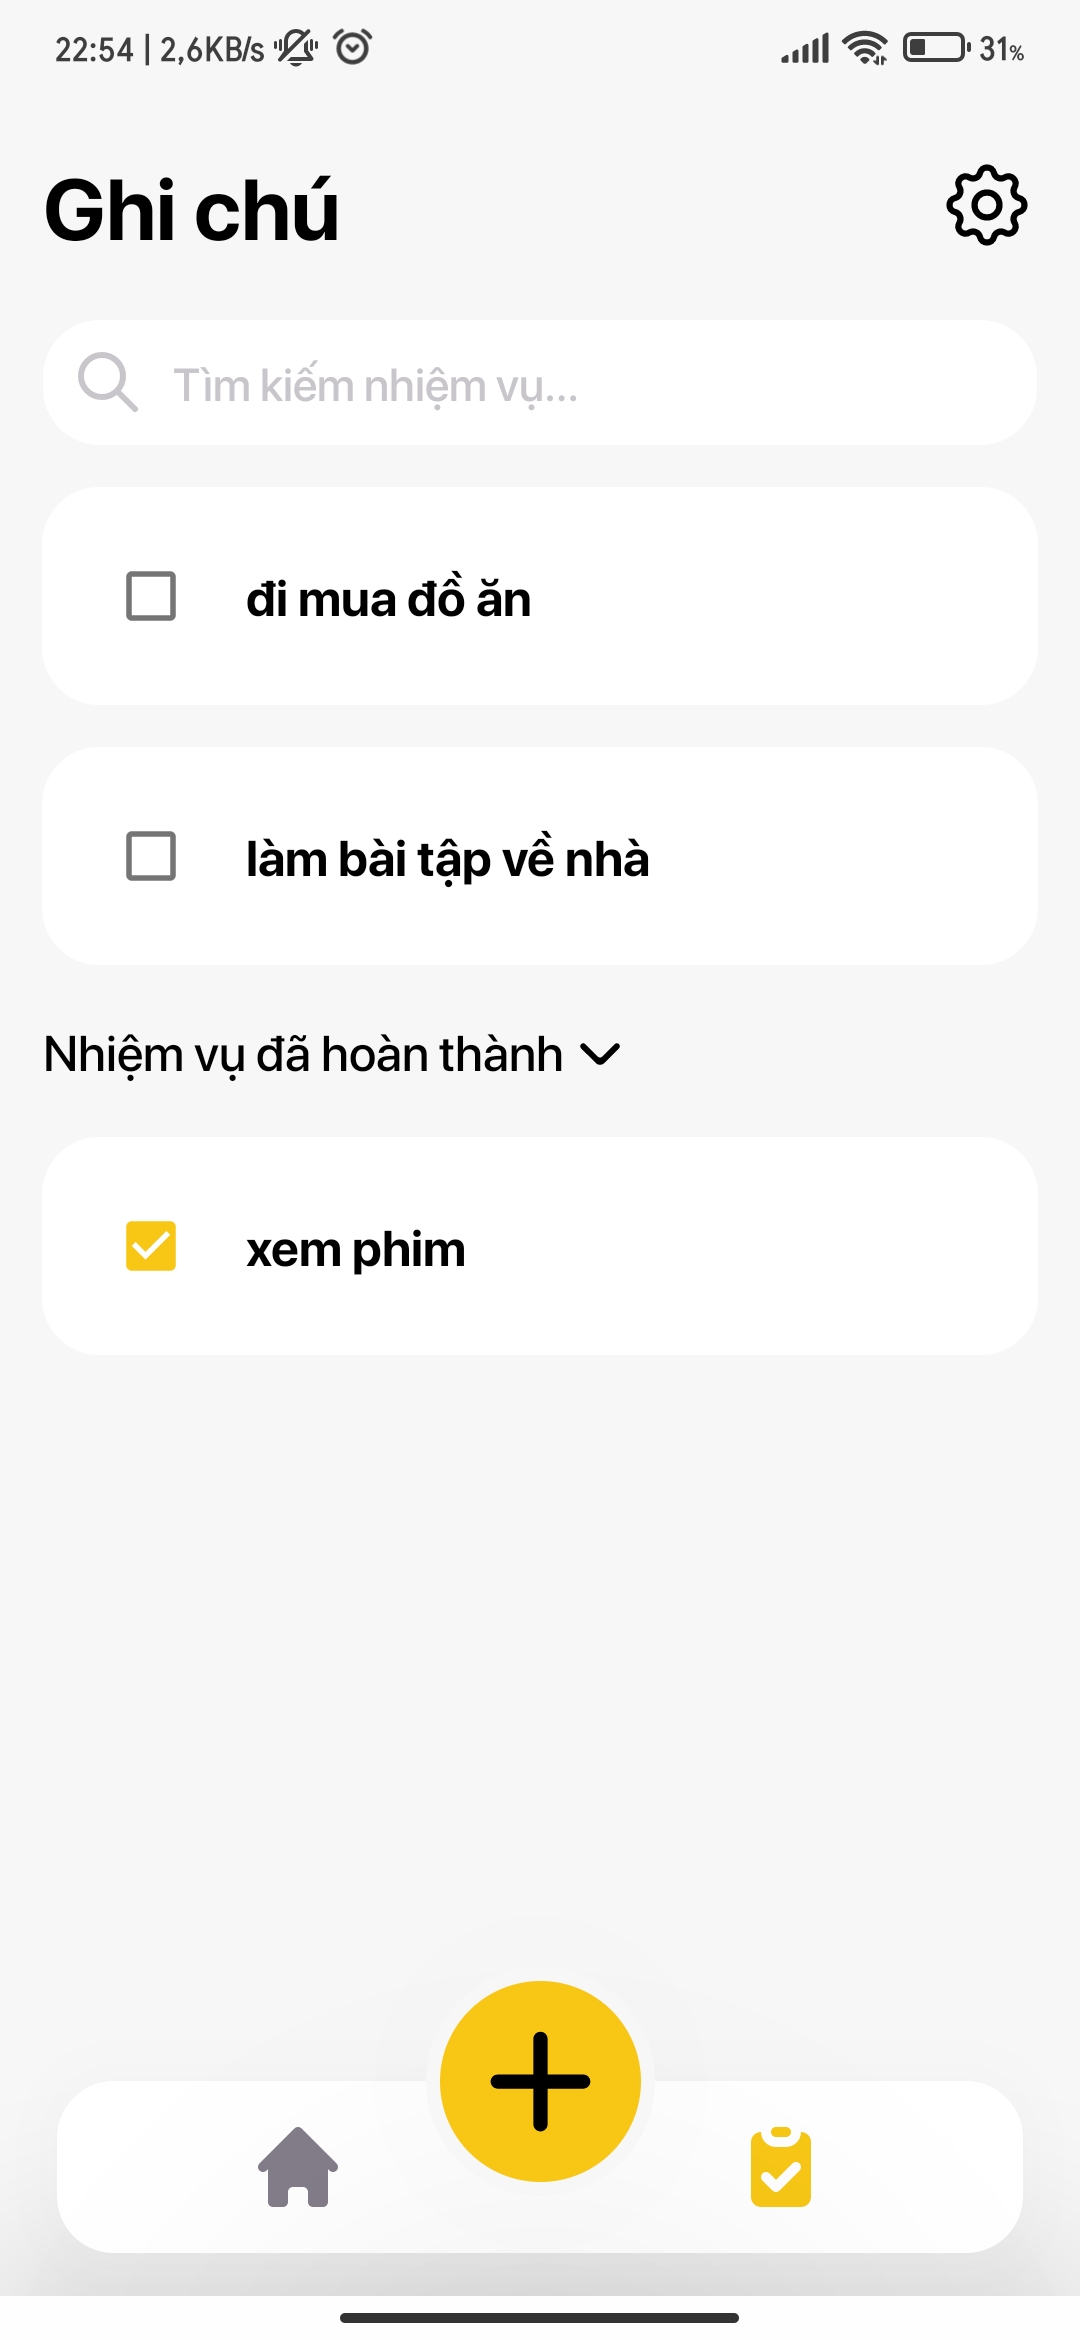 22:54 | 2,6KB/s 31%
Ghi chú
Tìm kiếm nhiệm vụ...
đi mua đồ ăn
làm bài tập về nhà
Nhiệm vụ đã hoàn thành
xem phim